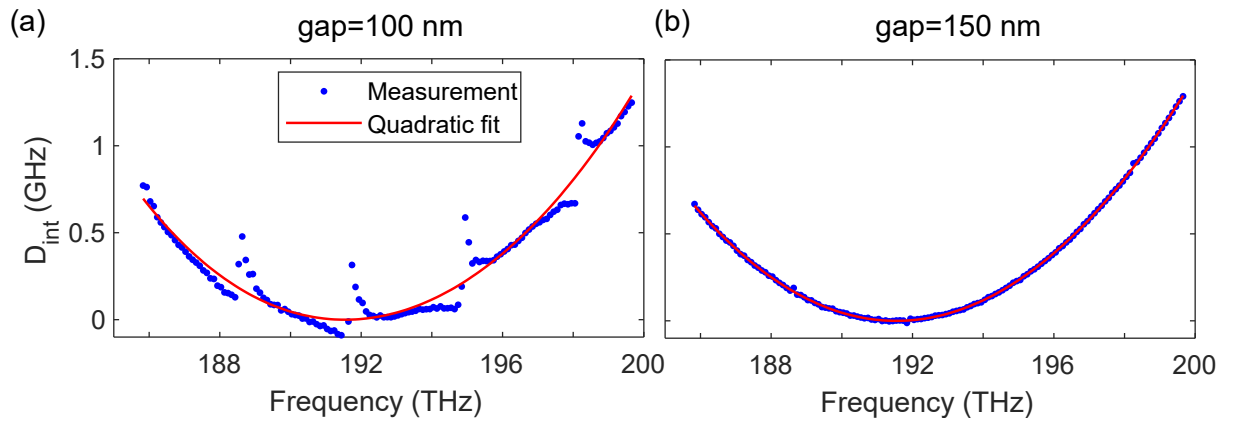 (a) gap=100 nm
1.5
1
0.5
0
D_int (GHz)
Measurement
Quadratic fit
188 192 196 200
Frequency (THz)
(b) gap=150 nm
188 192 196 200
Frequency (THz)